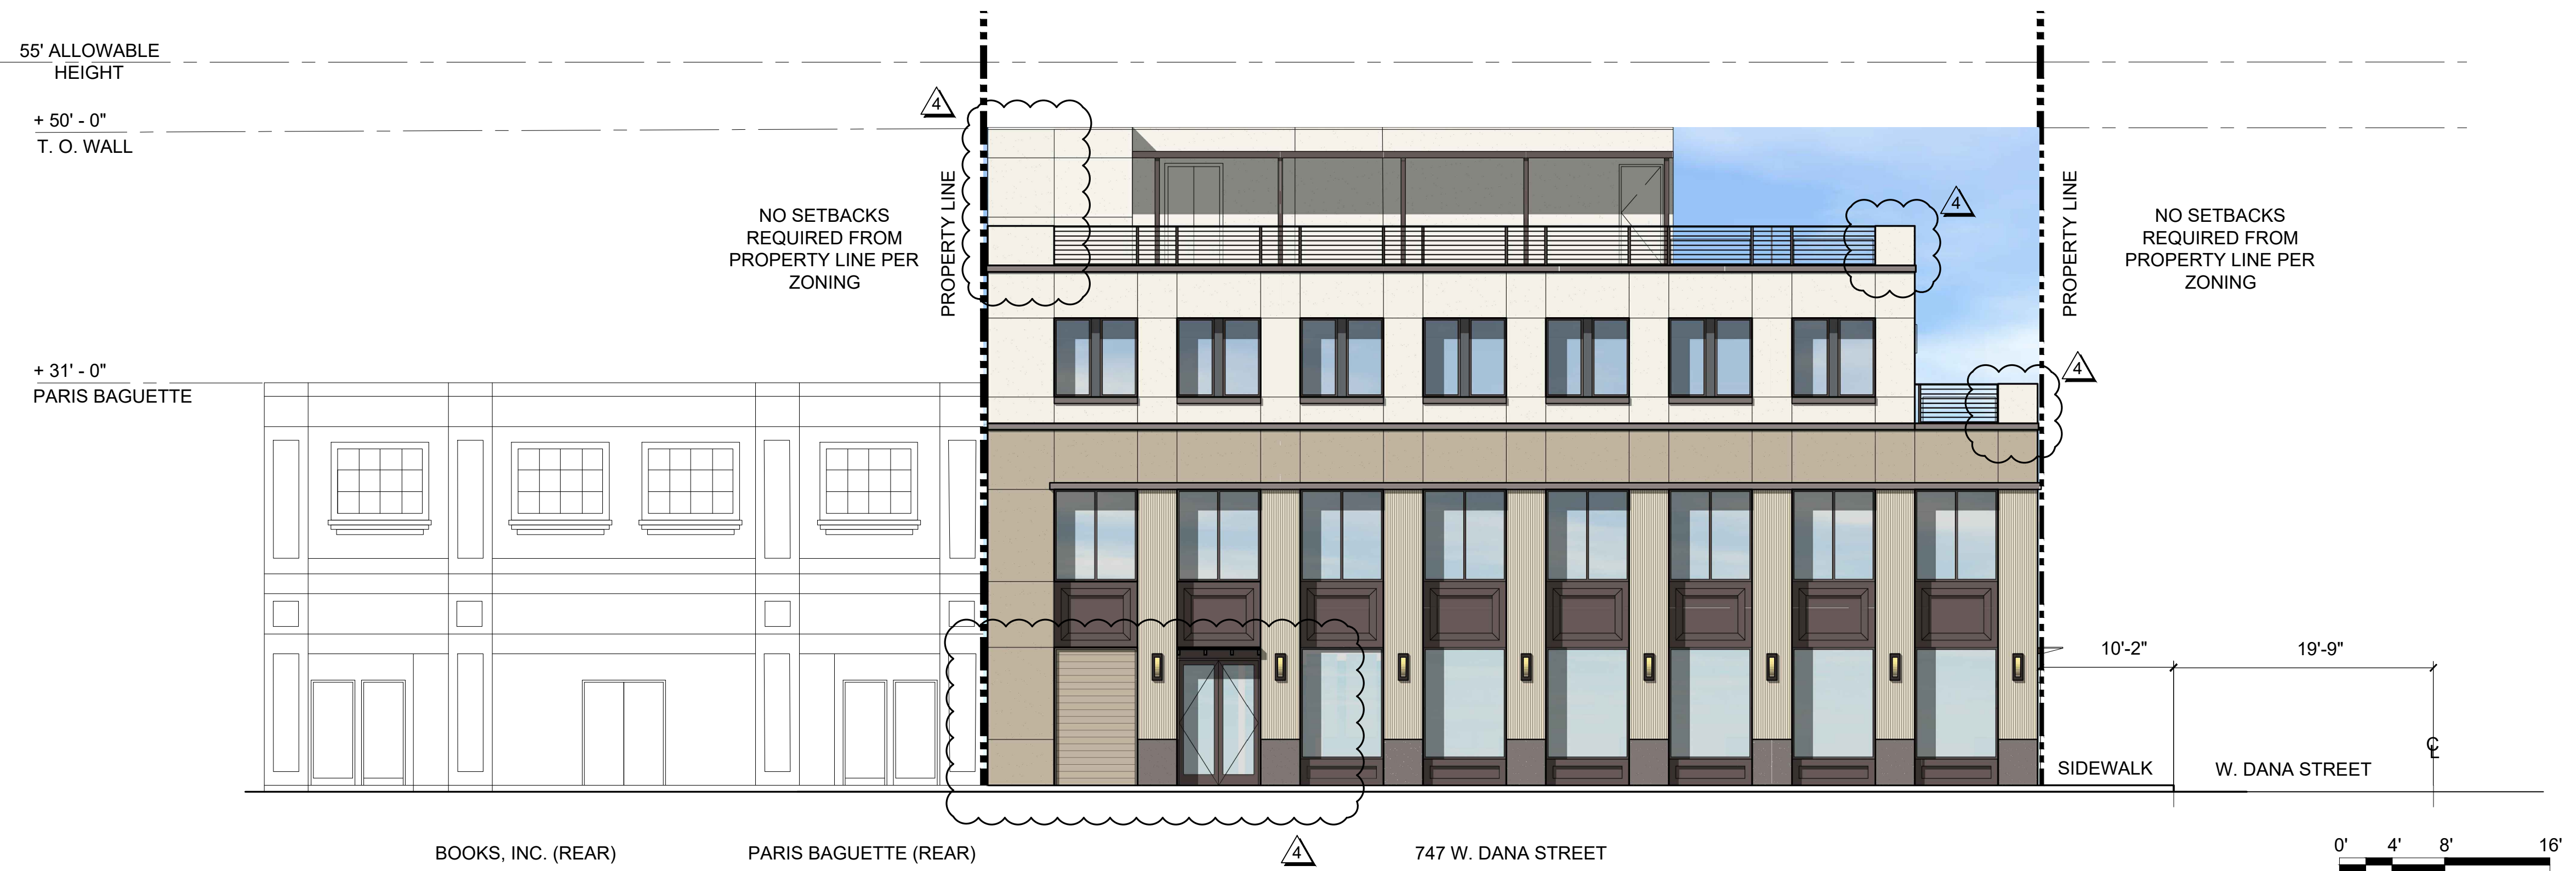 55' ALLOWABLE
HEIGHT
+ 50' - 0"
T. O. WALL
4
PROPERTY LINE
NO SETBACKS
REQUIRED FROM
PROPERTY LINE PER
ZONING
4
PROPERTY LINE
NO SETBACKS
REQUIRED FROM
PROPERTY LINE PER
ZONING
+ 31' - 0"
PARIS BAGUETTE
4
10'-2"
19'-9"
CL
SIDEWALK
W. DANA STREET
BOOKS, INC. (REAR)
PARIS BAGUETTE (REAR)
4
747 W. DANA STREET
0' 4' 8' 16'